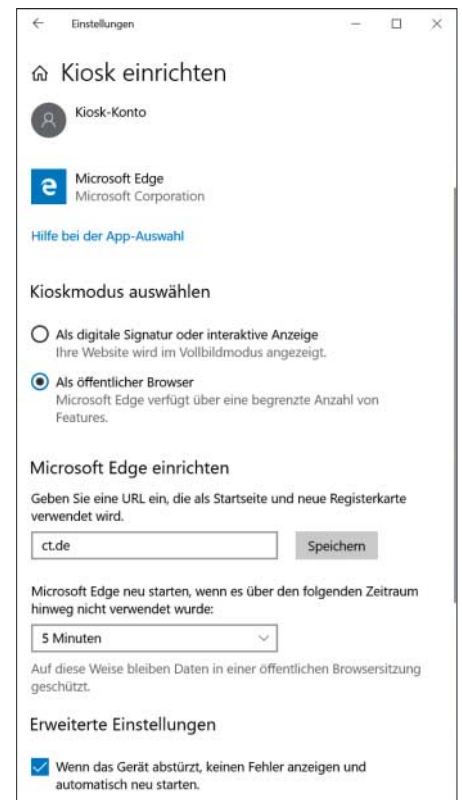 Einstellungen
Kiosk einrichten
Kiosk-Konto
Microsoft Edge
Microsoft Corporation
Hilfe bei der App-Auswahl
Kioskmodus auswählen
Als digitale Signatur oder interaktive Anzeige
Ihre Website wird im Vollbildmodus angezeigt.
Als öffentlicher Browser
Microsoft Edge verfügt über eine begrenzte Anzahl von
Features.
Microsoft Edge einrichten
Geben Sie eine URL ein, die als Startseite und neue Registerkarte
verwendet wird.
ct.de
Speichern
Microsoft Edge neu starten, wenn es über den folgenden Zeitraum
hinweg nicht verwendet wurde:
5 Minuten
Auf diese Weise bleiben Daten in einer öffentlichen Browsersitzung
geschützt.
Erweiterte Einstellungen
Wenn das Gerät abstürzt, keinen Fehler anzeigen und
automatisch neu starten.